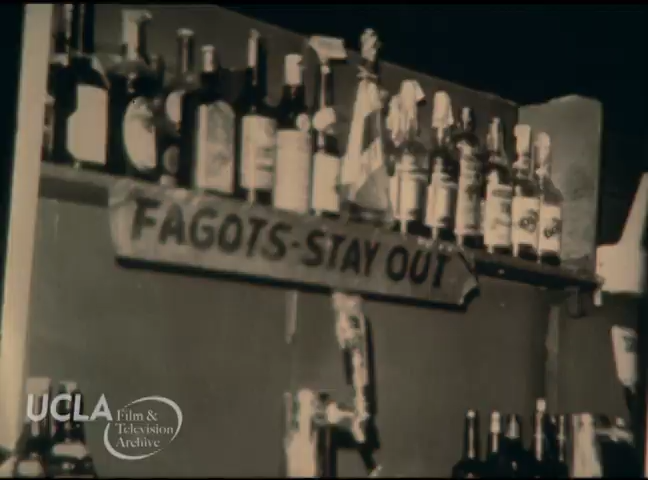 FAGOTS - STAY OUT
UCLA
Film &
Television
Archive